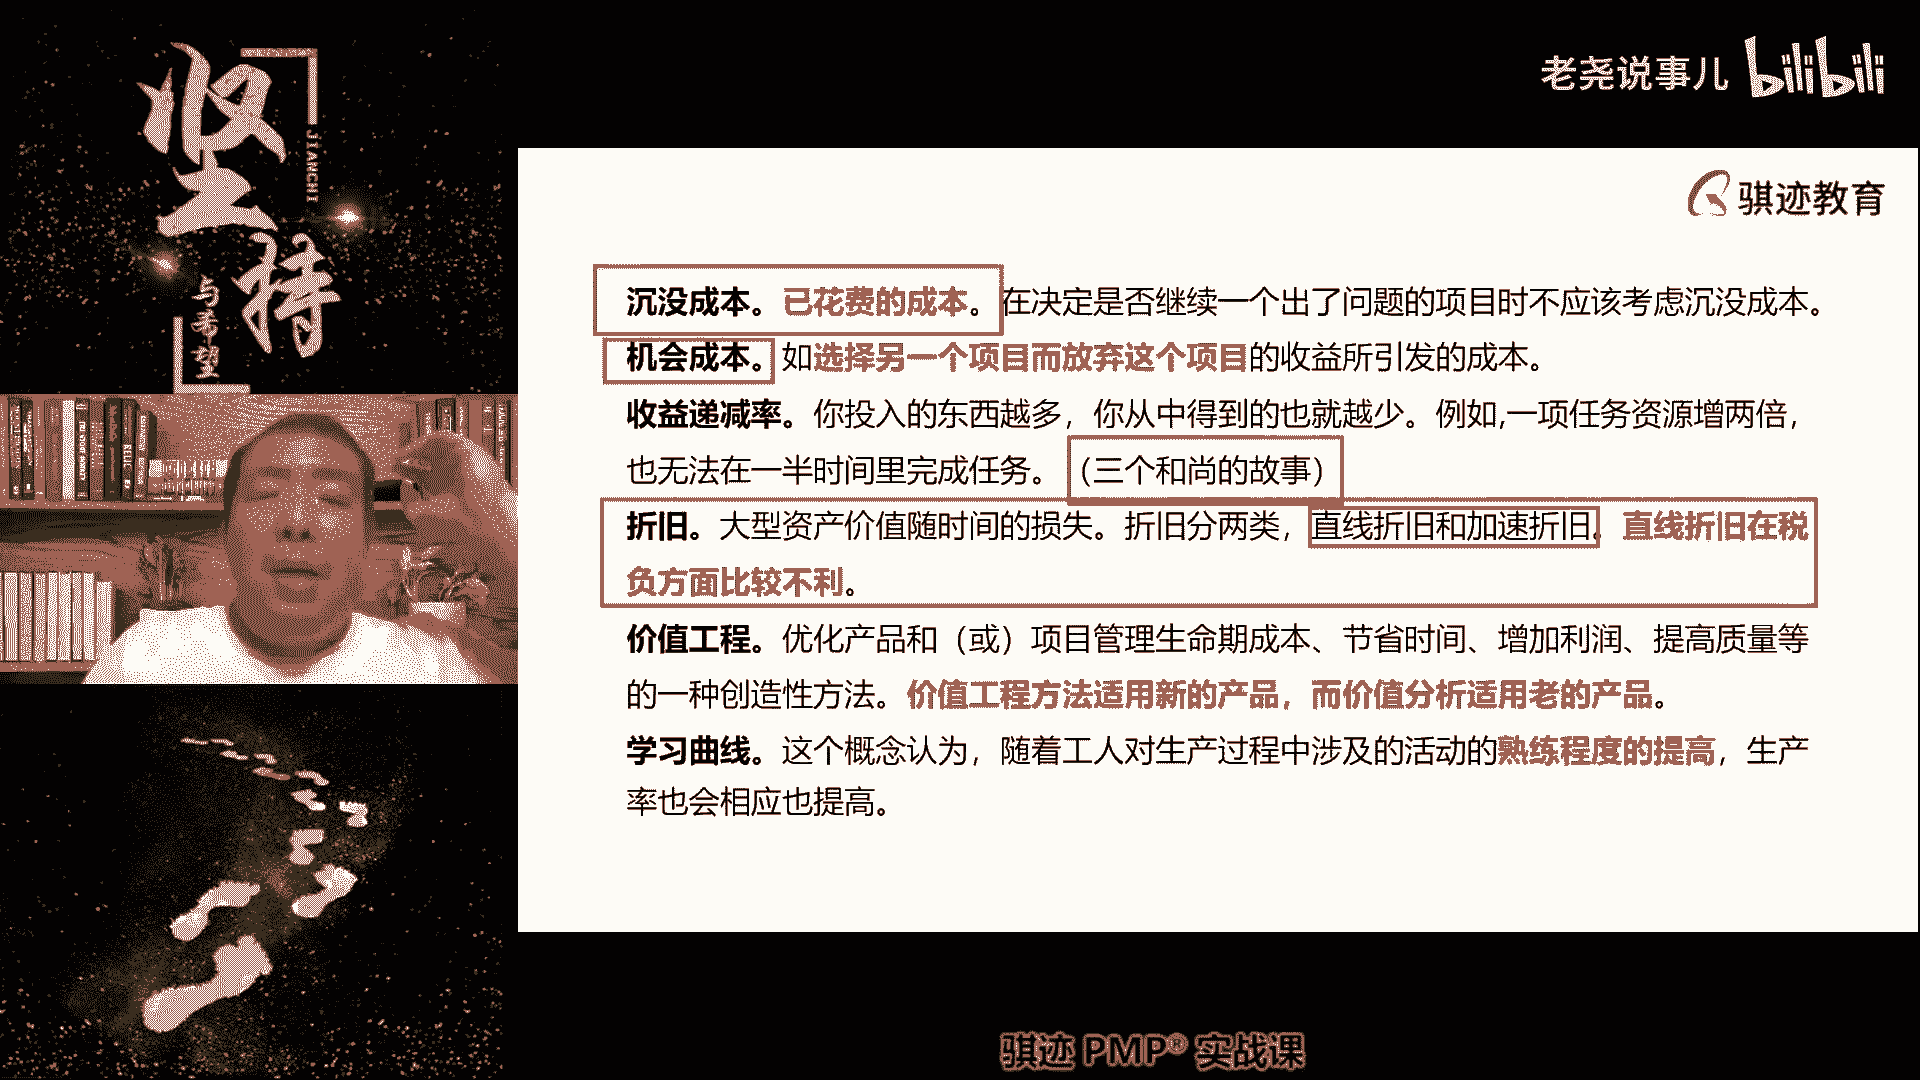 坚持
JIANCHI
与希望
老尧说事儿 bilibili
骐迹教育
沉没成本。已花费的成本。在决定是否继续一个出了问题的项目时不应该考虑沉没成本。
机会成本。如选择另一个项目而放弃这个项目的收益所引发的成本。
收益递减率。你投入的东西越多，你从中得到的也就越少。例如,一项任务资源增两倍，
也无法在一半时间里完成任务。（三个和尚的故事）
折旧。大型资产价值随时间的损失。折旧分两类，直线折旧和加速折旧。直线折旧在税
负方面比较不利。
价值工程。优化产品和（或）项目管理生命期成本、节省时间、增加利润、提高质量等
的一种创造性方法。价值工程方法适用新的产品，而价值分析适用老的产品。
学习曲线。这个概念认为，随着工人对生产过程中涉及的活动的熟练程度的提高，生产
率也会相应也提高。
骐迹 PMP® 实战课